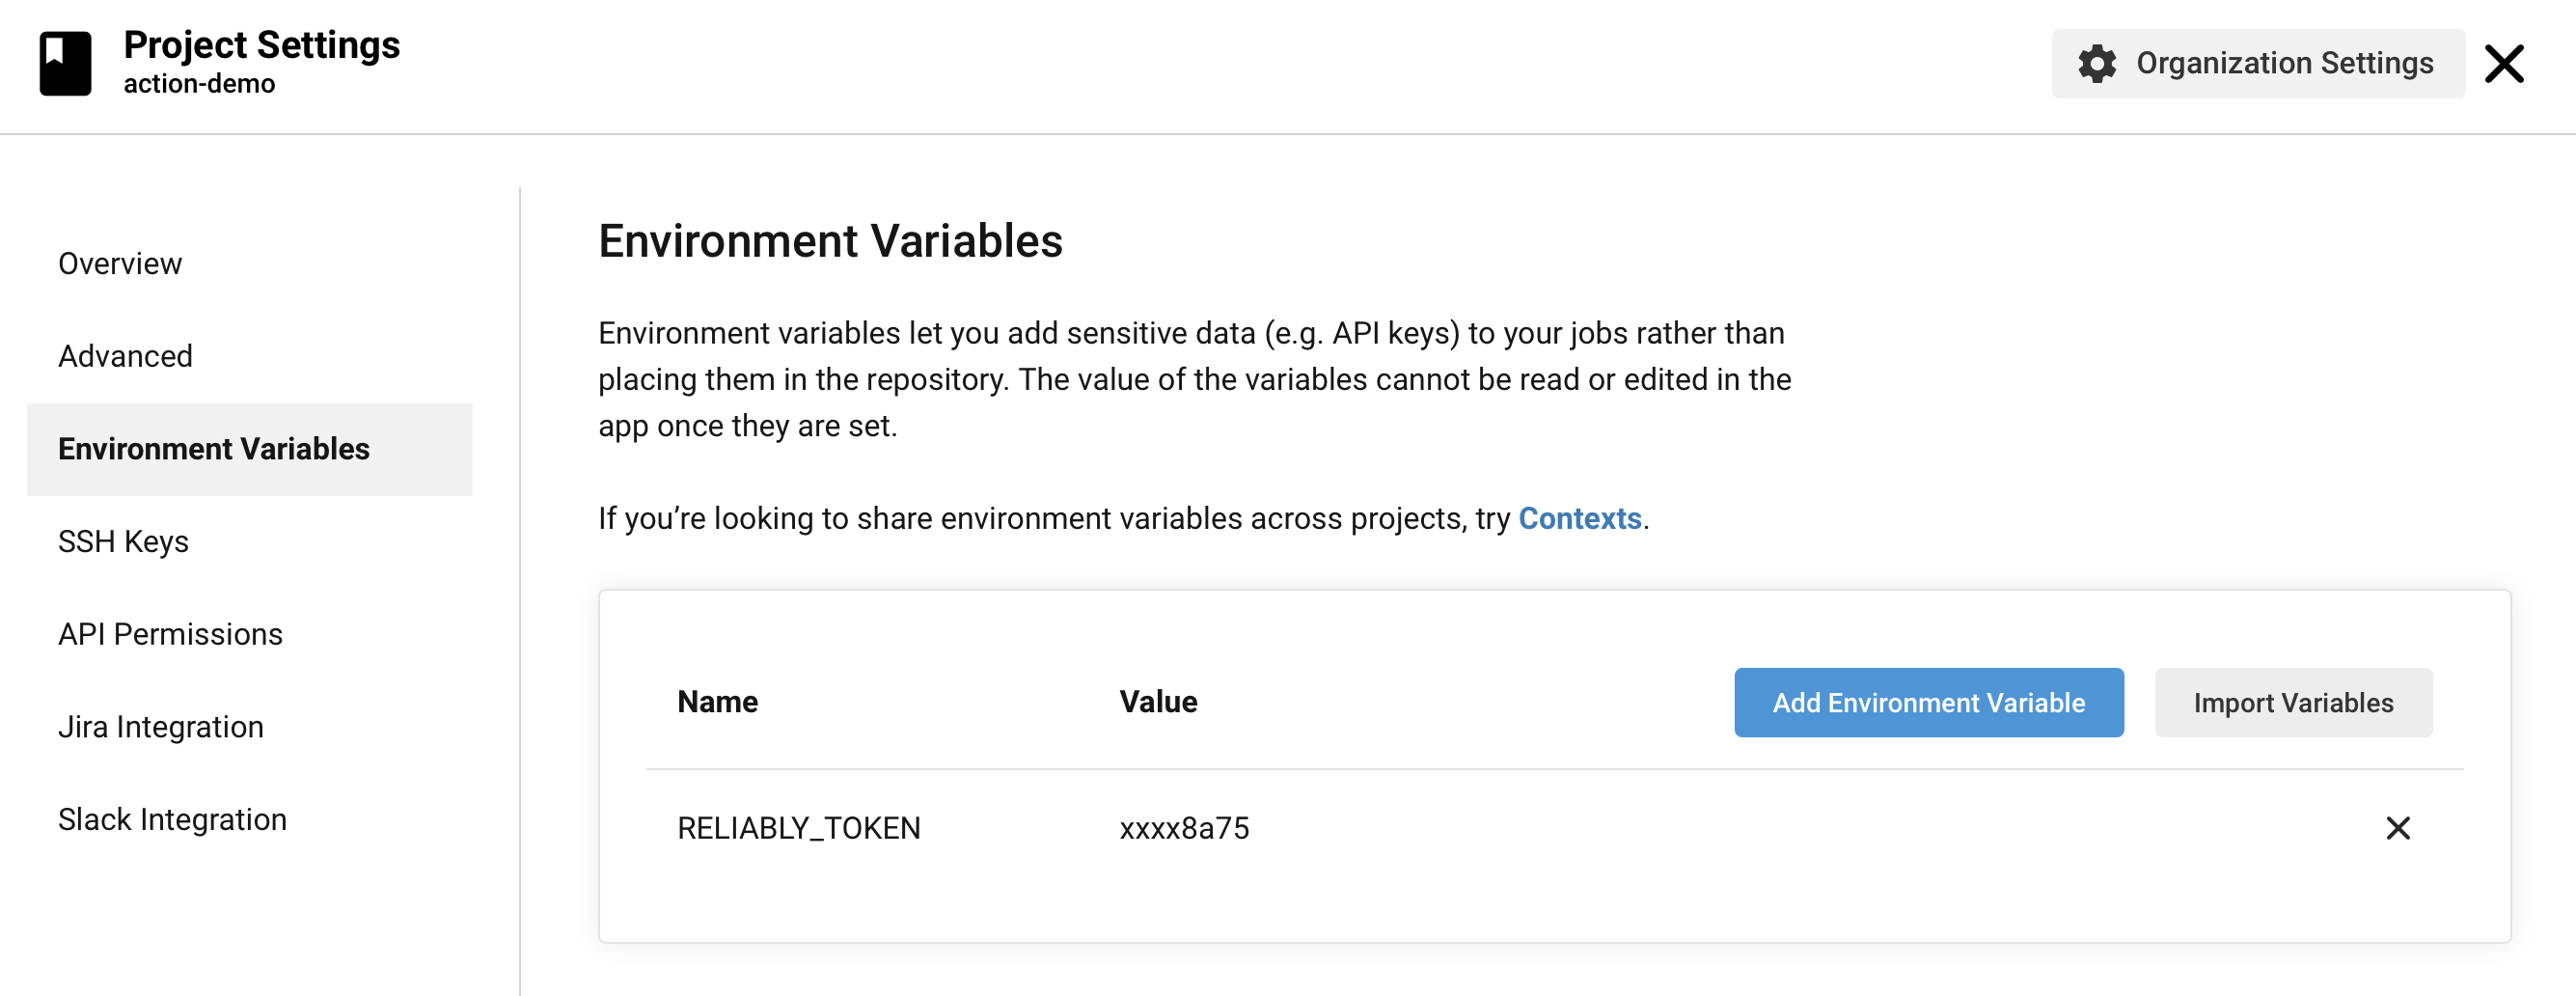 Project Settings
action-demo
Organization Settings
Overview
Advanced
Environment Variables
SSH Keys
API Permissions
Jira Integration
Slack Integration
Environment Variables
Environment variables let you add sensitive data (e.g. API keys) to your jobs rather than
placing them in the repository. The value of the variables cannot be read or edited in the
app once they are set.
If you’re looking to share environment variables across projects, try Contexts.
Name Value Add Environment Variable Import Variables
RELIABLY_TOKEN xxxx8a75